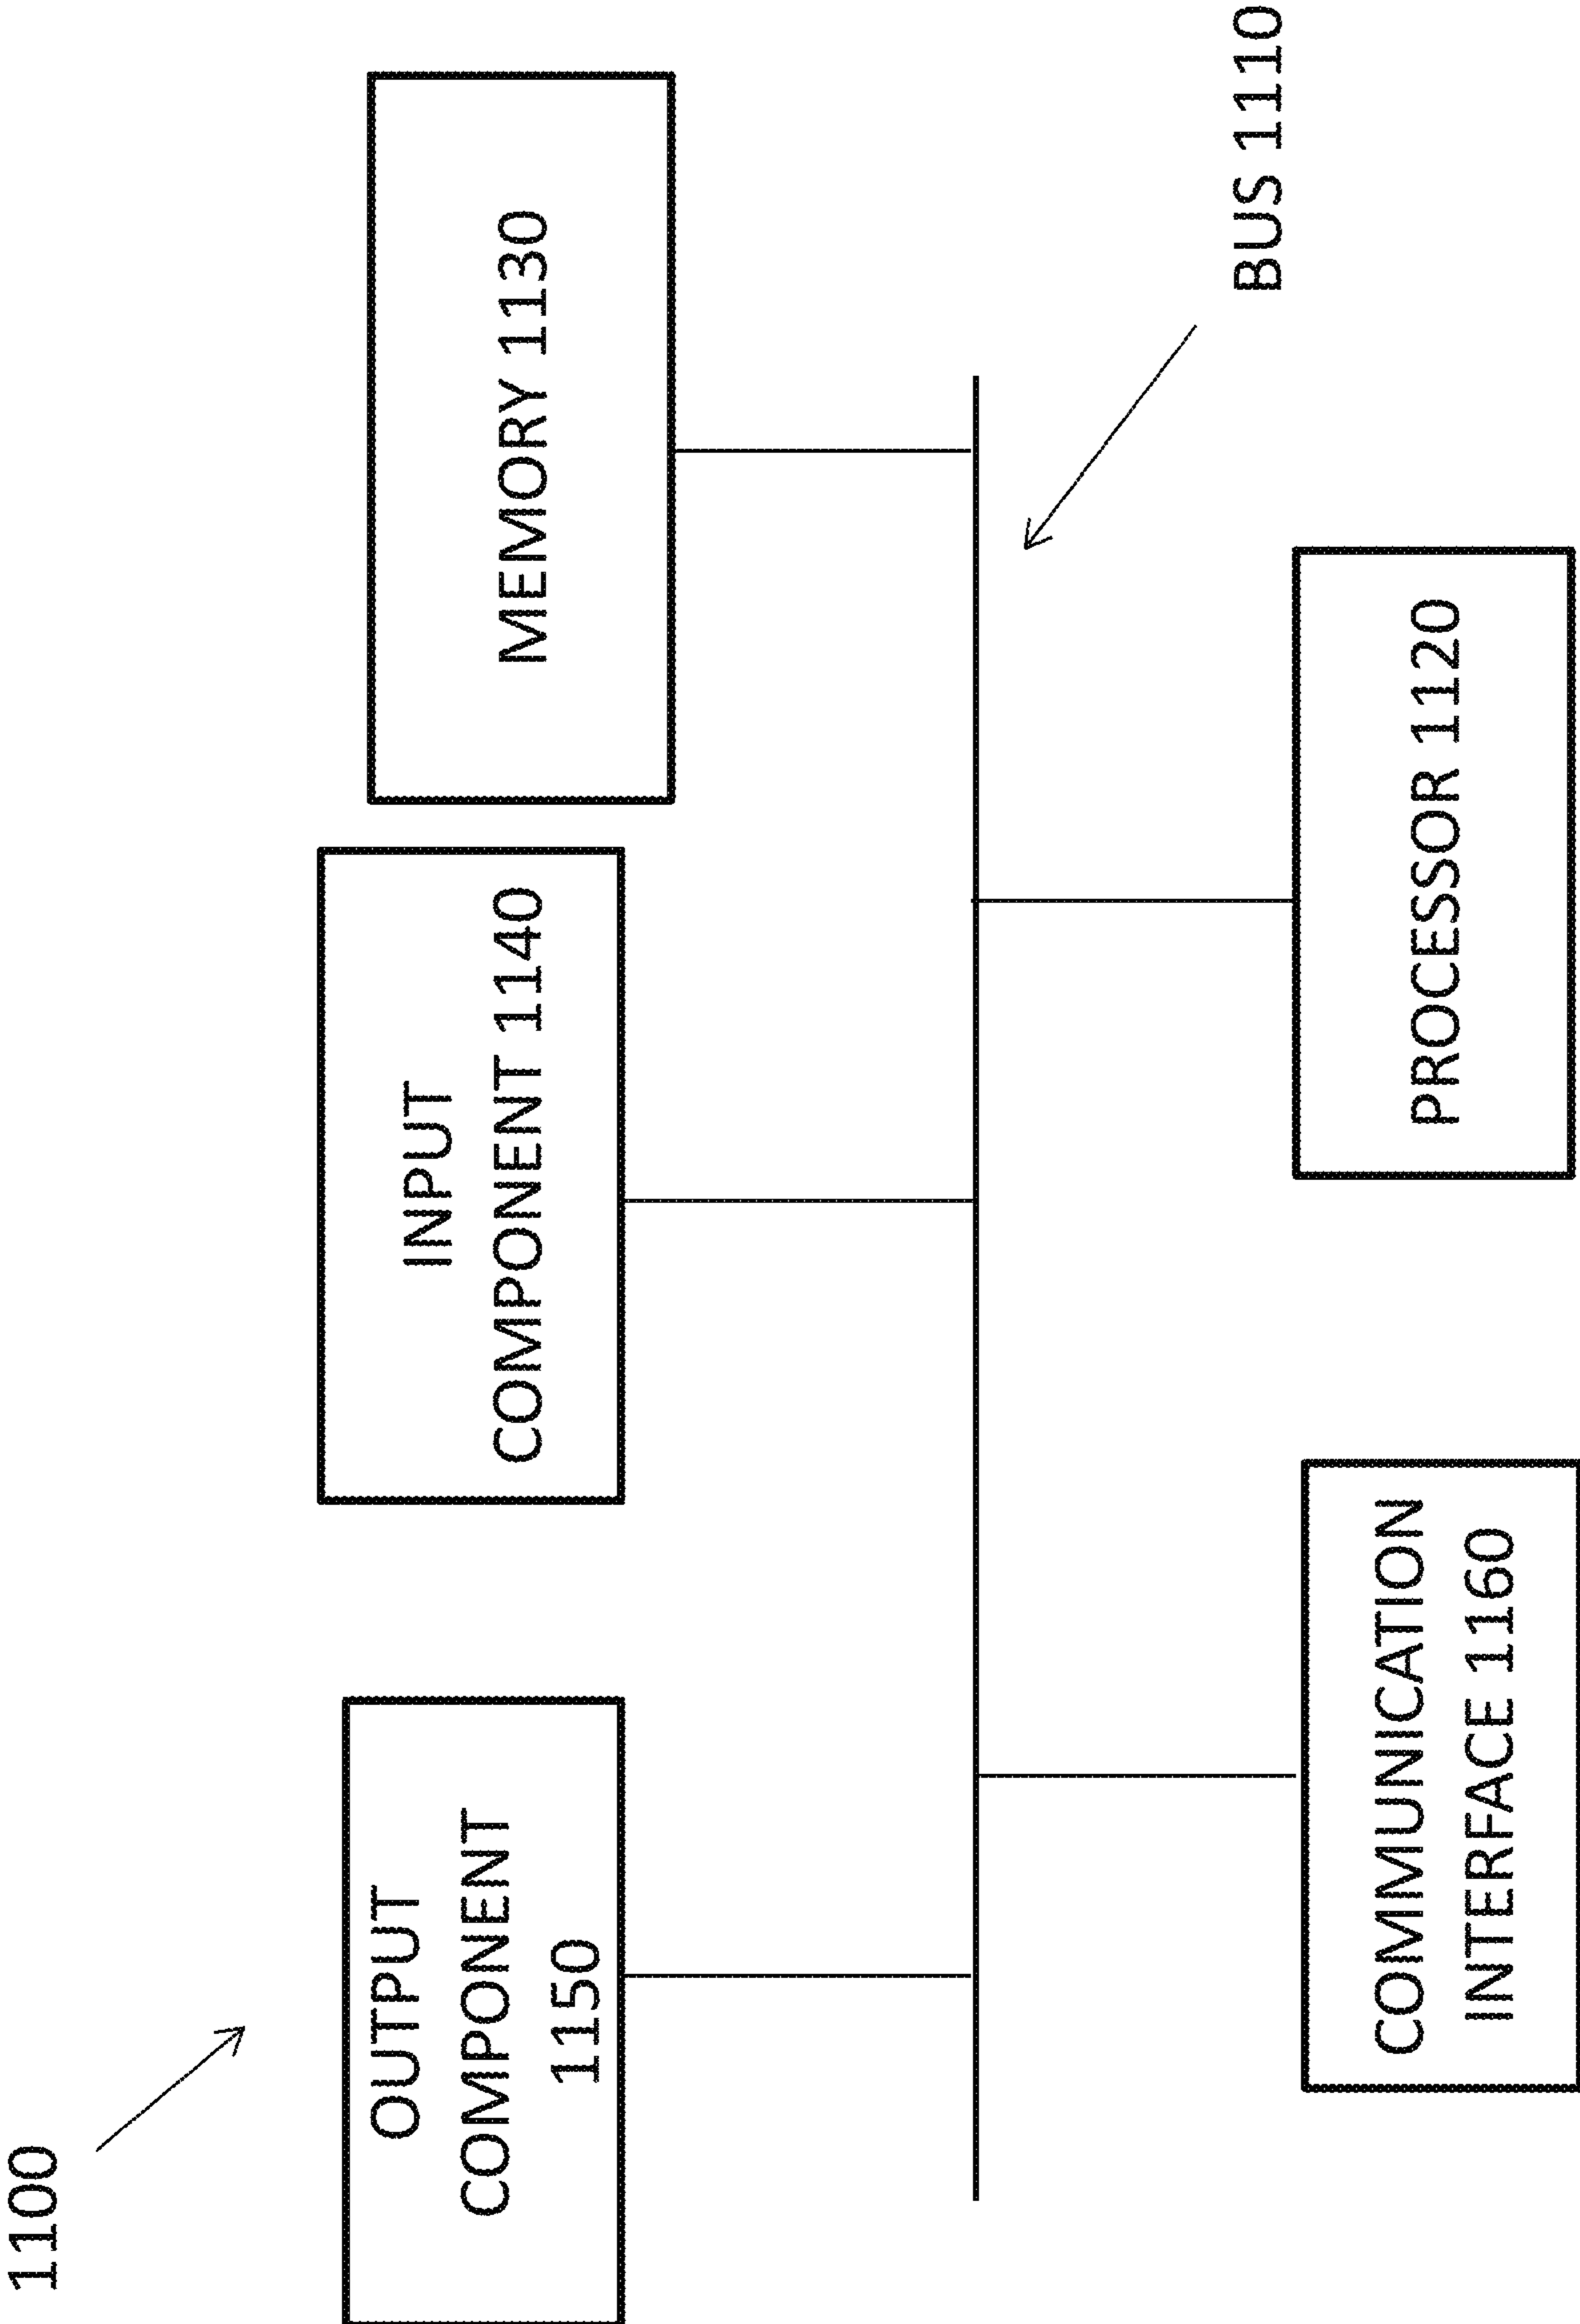 1100
OUTPUT
COMPONENT
1150
INPUT
COMPONENT 1140
MEMORY 1130
BUS 1110
COMMUNICATION
INTERFACE 1160
PROCESSOR 1120